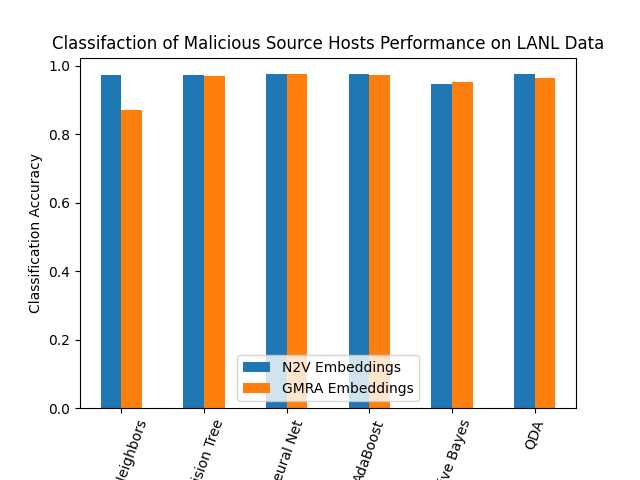 Classifaction of Malicious Source Hosts Performance on LANL Data
Classification Accuracy
1.0
0.8
0.6
0.4
0.2
0.0
N2V Embeddings
GMRA Embeddings
Neighbors
ision Tree
eural Net
AdaBoost
ive Bayes
QDA